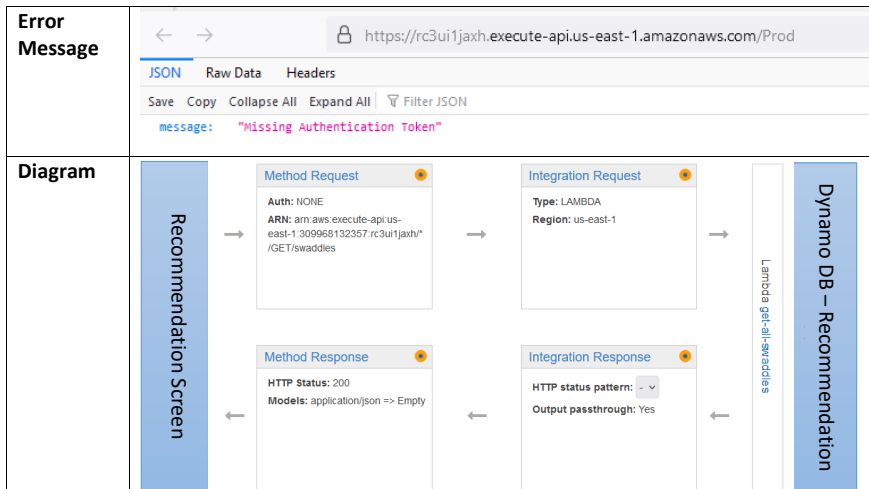 Error
Message
https://rc3ui1jaxh.execute-api.us-east-1.amazonaws.com/Prod
JSON Raw Data Headers
Save Copy Collapse All Expand All Filter JSON
message: "Missing Authentication Token"
Diagram
Recommendation Screen
Method Request
Auth: NONE
ARN: arn:aws:execute-api:us-
east-1:309968132357:rc3ui1jaxh/*
/GET/swaddles
Integration Request
Type: LAMBDA
Region: us-east-1
Lambda get-all-swaddles
Dynamo DB – Recommendation
Method Response
HTTP Status: 200
Models: application/json => Empty
Integration Response
HTTP status pattern: -
Output passthrough: Yes